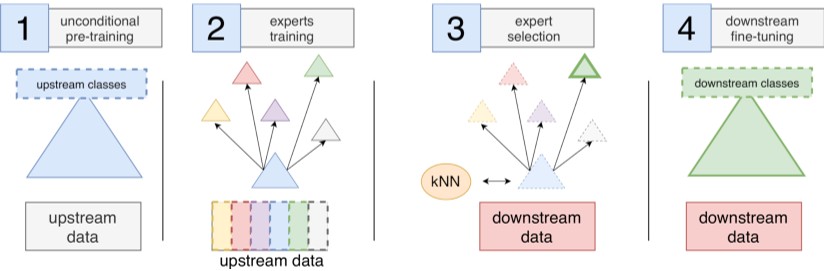 1
unconditional
pre-training
upstream classes
upstream
data
2
experts
training
upstream data
3
expert
selection
kNN
downstream
data
4
downstream
fine-tuning
downstream classes
downstream
data